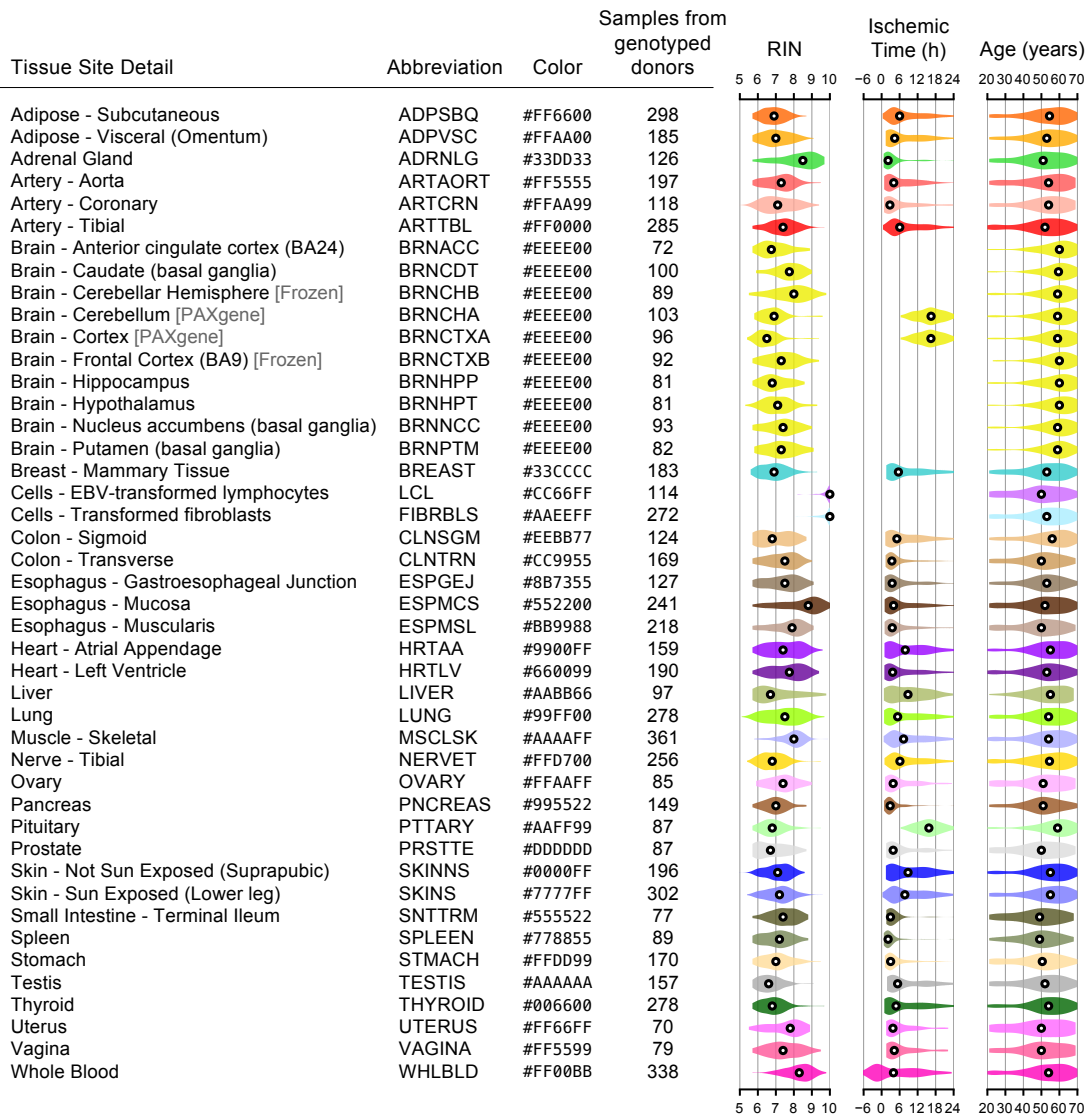 Samples from
genotyped
donors
Ischemic
Time (h)
Tissue Site Detail Abbreviation Color RIN Age (years)
5 6 7 8 9 10 −6 0 6 12 18 24 20 30 40 50 60 70
Adipose - Subcutaneous ADPSBQ #FF6600 298
Adipose - Visceral (Omentum) ADPVSC #FFAA00 185
Adrenal Gland ADRNLG #33DD33 126
Artery - Aorta ARTAORT #FF5555 197
Artery - Coronary ARTCRN #FFAA99 118
Artery - Tibial ARTTBL #FF0000 285
Brain - Anterior cingulate cortex (BA24) BRNACC #EEEE00 72
Brain - Caudate (basal ganglia) BRNCDT #EEEE00 100
Brain - Cerebellar Hemisphere [Frozen] BRNCHB #EEEE00 89
Brain - Cerebellum [PAXgene] BRNCHA #EEEE00 103
Brain - Cortex [PAXgene] BRNCTXA #EEEE00 96
Brain - Frontal Cortex (BA9) [Frozen] BRNCTXB #EEEE00 92
Brain - Hippocampus BRNHPP #EEEE00 81
Brain - Hypothalamus BRNHPT #EEEE00 81
Brain - Nucleus accumbens (basal ganglia) BRNNCC #EEEE00 93
Brain - Putamen (basal ganglia) BRNPTM #EEEE00 82
Breast - Mammary Tissue BREAST #33CCCC 183
Cells - EBV-transformed lymphocytes LCL #CC66FF 114
Cells - Transformed fibroblasts FIBRBLS #AAEEFF 272
Colon - Sigmoid CLNSGM #EEBB77 124
Colon - Transverse CLNTRN #CC9955 169
Esophagus - Gastroesophageal Junction ESPGEJ #8B7355 127
Esophagus - Mucosa ESPMCS #552200 241
Esophagus - Muscularis ESPMSL #BB9988 218
Heart - Atrial Appendage HRTAA #9900FF 159
Heart - Left Ventricle HRTLV #660099 190
Liver LIVER #AABB66 97
Lung LUNG #99FF00 278
Muscle - Skeletal MSCLSK #AAAAFF 361
Nerve - Tibial NERVET #FFD700 256
Ovary OVARY #FFAAFF 85
Pancreas PNCREAS #995522 149
Pituitary PTTARY #AAFF99 87
Prostate PRSTTE #DDDDDD 87
Skin - Not Sun Exposed (Suprapubic) SKINNS #0000FF 196
Skin - Sun Exposed (Lower leg) SKINS #7777FF 302
Small Intestine - Terminal Ileum SNTTRM #555522 77
Spleen SPLEEN #778855 89
Stomach STMACH #FFDD99 170
Testis TESTIS #AAAAAA 157
Thyroid THYROID #006600 278
Uterus UTERUS #FF66FF 70
Vagina VAGINA #FF5599 79
Whole Blood WHLBLD #FF00BB 338
5 6 7 8 9 10 −6 0 6 12 18 24 20 30 40 50 60 70